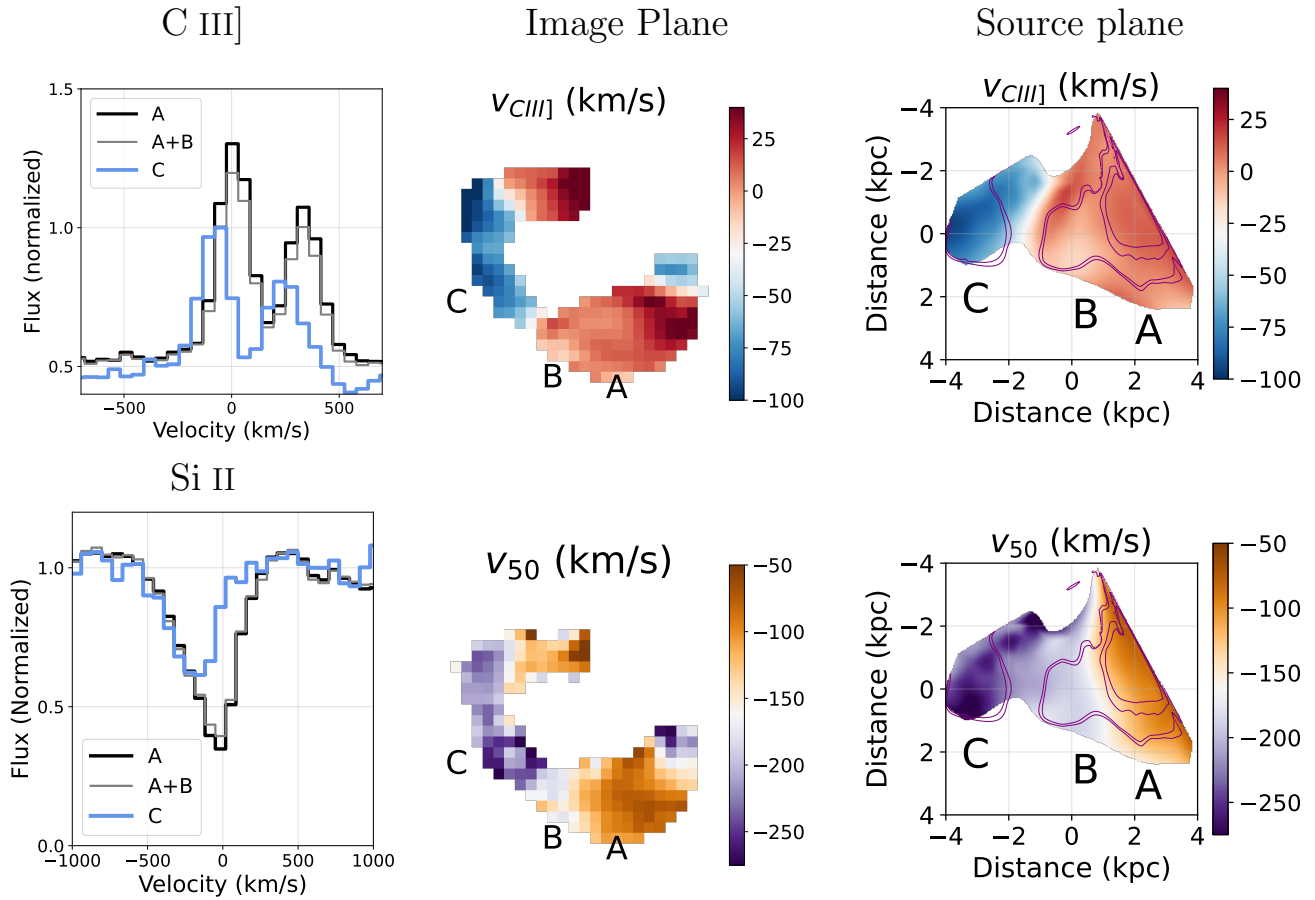 C III]
Image Plane
Source plane
1.5
1.0
0.5
Flux (normalized)
A
A+B
C
−500
0
500
Velocity (km/s)
vCIII] (km/s)
C
B
A
25
0
−25
−50
−75
−100
vCIII] (km/s)
−4
−2
0
2
4
Distance (kpc)
C
B
A
−4
−2
0
2
4
Distance (kpc)
25
0
−25
−50
−75
−100
Si II
1.0
0.5
0.0
Flux (Normalized)
A
A+B
C
−1000
−500
0
500
1000
Velocity (km/s)
v50 (km/s)
C
B
A
−50
−100
−150
−200
−250
v50 (km/s)
−4
−2
0
2
4
Distance (kpc)
C
B
A
−4
−2
0
2
4
Distance (kpc)
−50
−100
−150
−200
−250